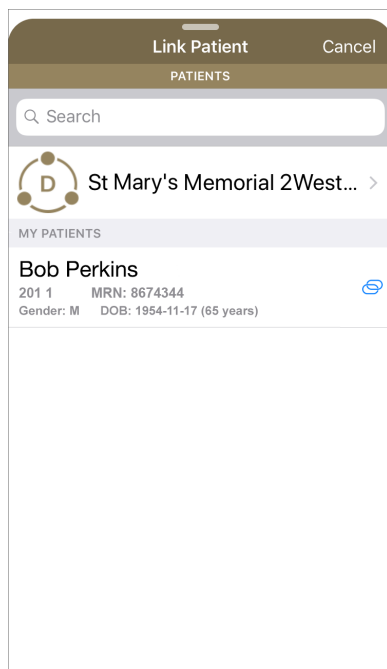 Link Patient Cancel
PATIENTS
Search
D
St Mary's Memorial 2West...
MY PATIENTS
Bob Perkins
201 1 MRN: 8674344
Gender: M DOB: 1954-11-17 (65 years)